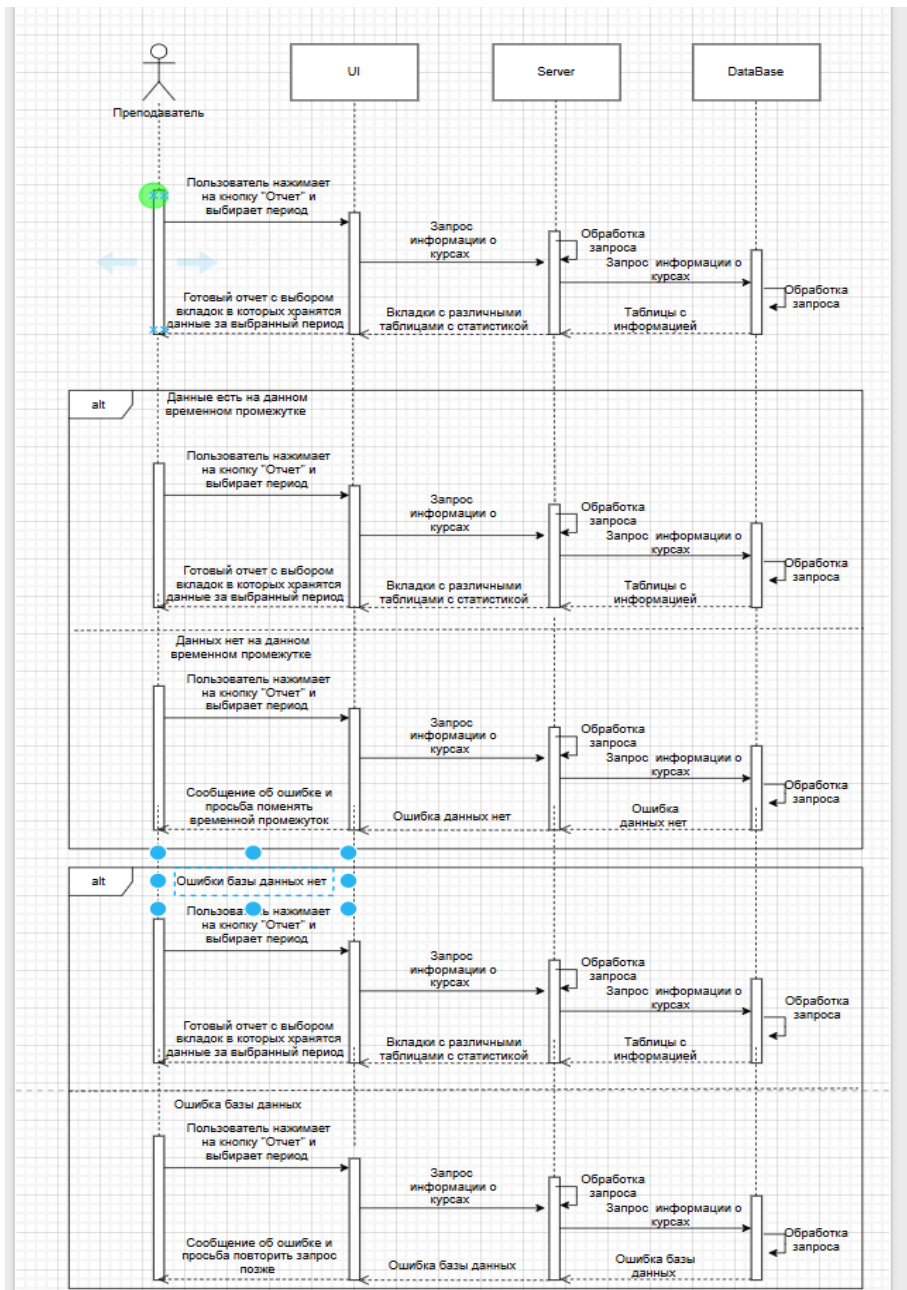 UI
Server
DataBase
Преподаватель
Пользователь нажимает
на кнопку "Отчет" и
выбирает период
Запрос
информации о
курсах
Обработка
запроса
Запрос информации о
курсах
Обработка
запроса
Готовый отчет с выбором
вкладок в которых хранятся
данные за выбранный период
Вкладки с различными
таблицами с статистикой
Таблицы с
информацией
alt
Данные есть на данном
временном промежутке
Пользователь нажимает
на кнопку "Отчет" и
выбирает период
Запрос
информации о
курсах
Обработка
запроса
Запрос информации о
курсах
Обработка
запроса
Готовый отчет с выбором
вкладок в которых хранятся
данные за выбранный период
Вкладки с различными
таблицами с статистикой
Таблицы с
информацией
Данных нет на данном
временном промежутке
Пользователь нажимает
на кнопку "Отчет" и
выбирает период
Запрос
информации о
курсах
Обработка
запроса
Запрос информации о
курсах
Обработка
запроса
Сообщение об ошибке и
просьба поменять
временной промежуток
Ошибка данных нет
Ошибка
данных нет
alt
Ошибки базы данных нет
Пользователь нажимает
на кнопку "Отчет" и
выбирает период
Запрос
информации о
курсах
Обработка
запроса
Запрос информации о
курсах
Обработка
запроса
Готовый отчет с выбором
вкладок в которых хранятся
данные за выбранный период
Вкладки с различными
таблицами с статистикой
Таблицы с
информацией
Ошибка базы данных
Пользователь нажимает
на кнопку "Отчет" и
выбирает период
Запрос
информации о
курсах
Обработка
запроса
Запрос информации о
курсах
Обработка
запроса
Сообщение об ошибке и
просьба повторить запрос
позже
Ошибка базы данных
Ошибка базы
данных